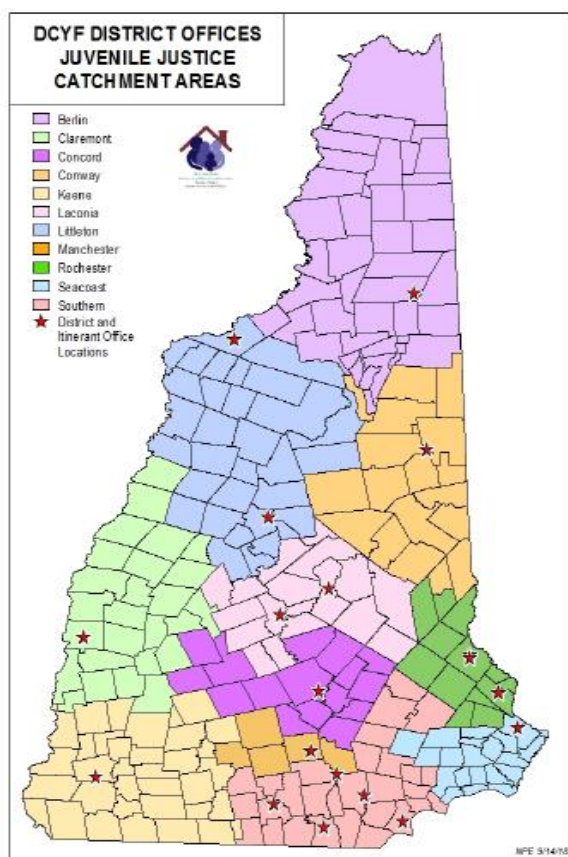 DCYF DISTRICT OFFICES
JUVENILE JUSTICE
CATCHMENT AREAS
Berlin
Claremont
Concord
Conway
Keene
Laconia
Littleton
Manchester
Rochester
Seacoast
Southern
District and
Itinerant Office
Locations